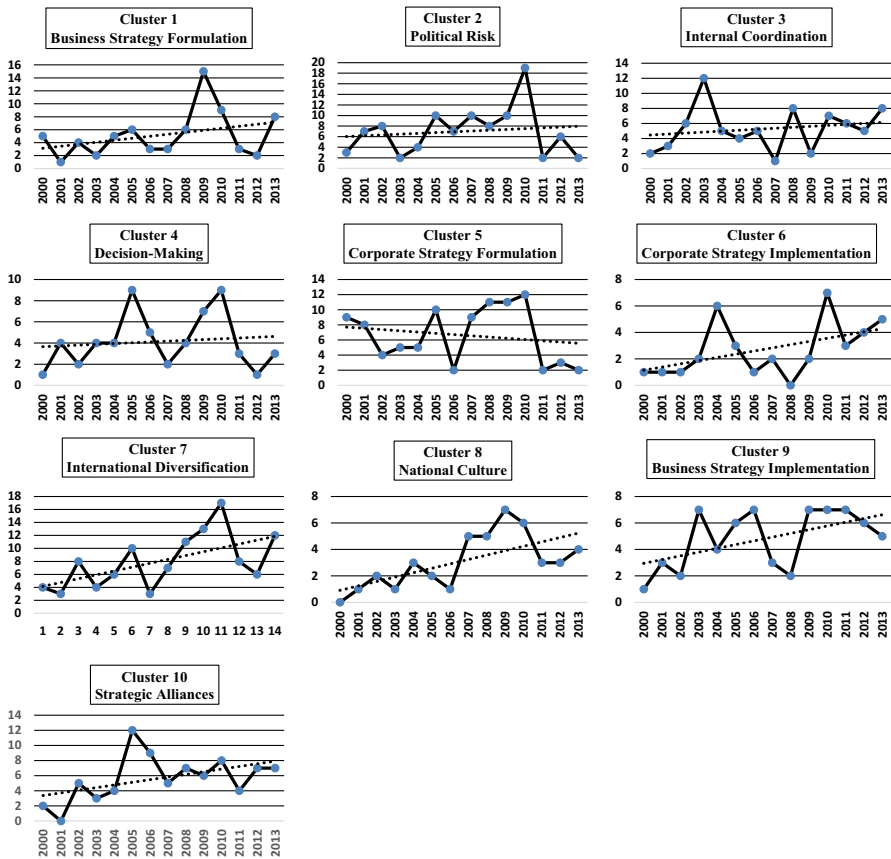 Cluster 1
Business Strategy Formulation
16
14
12
10
8
6
4
2
0
2000 2001 2002 2003 2004 2005 2006 2007 2008 2009 2010 2011 2012 2013
Cluster 2
Political Risk
20
18
16
14
12
10
8
6
4
2
0
2000 2001 2002 2003 2004 2005 2006 2007 2008 2009 2010 2011 2012 2013
Cluster 3
Internal Coordination
14
12
10
8
6
4
2
0
2000 2001 2002 2003 2004 2005 2006 2007 2008 2009 2010 2011 2012 2013
Cluster 4
Decision-Making
10
8
6
4
2
0
2000 2001 2002 2003 2004 2005 2006 2007 2008 2009 2010 2011 2012 2013
Cluster 5
Corporate Strategy Formulation
14
12
10
8
6
4
2
0
2000 2001 2002 2003 2004 2005 2006 2007 2008 2009 2010 2011 2012 2013
Cluster 6
Corporate Strategy Implementation
8
6
4
2
0
2000 2001 2002 2003 2004 2005 2006 2007 2008 2009 2010 2011 2012 2013
Cluster 7
International Diversification
18
16
14
12
10
8
6
4
2
0
1 2 3 4 5 6 7 8 9 10 11 12 13 14
Cluster 8
National Culture
8
6
4
2
0
2000 2001 2002 2003 2004 2005 2006 2007 2008 2009 2010 2011 2012 2013
Cluster 9
Business Strategy Implementation
8
6
4
2
0
2000 2001 2002 2003 2004 2005 2006 2007 2008 2009 2010 2011 2012 2013
Cluster 10
Strategic Alliances
14
12
10
8
6
4
2
0
2000 2001 2002 2003 2004 2005 2006 2007 2008 2009 2010 2011 2012 2013